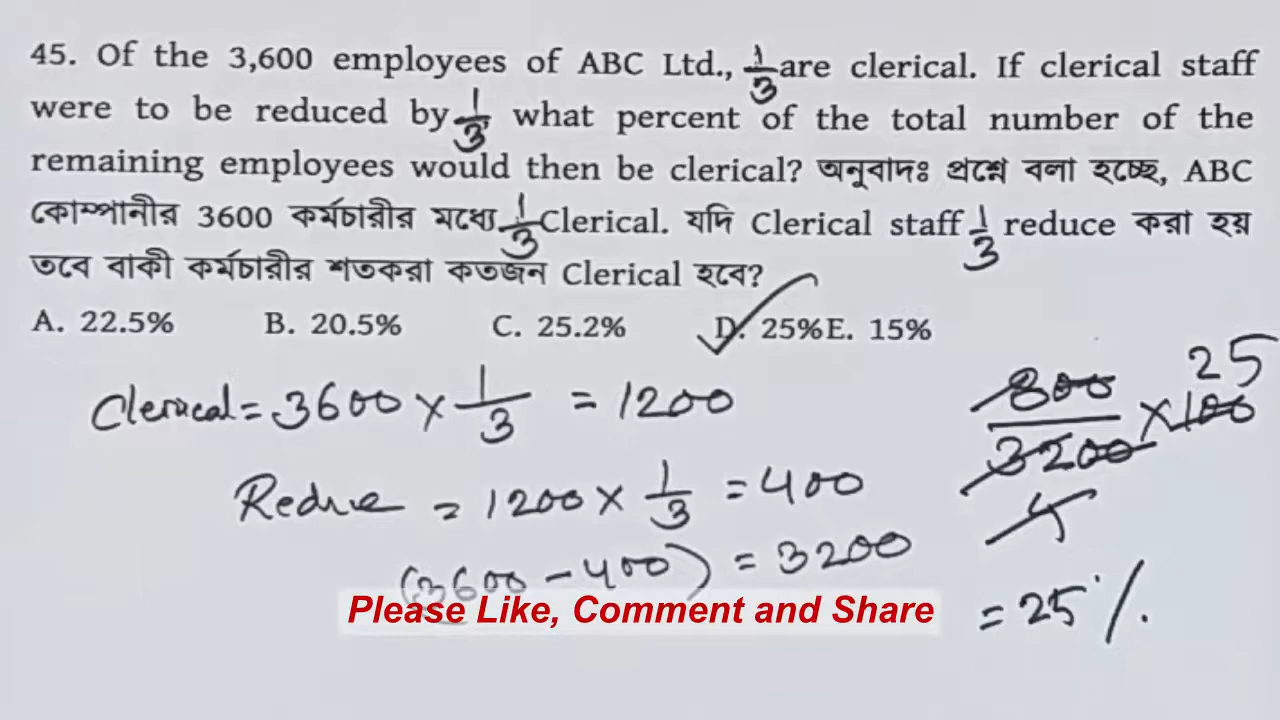 45. Of the 3,600 employees of ABC Ltd., 1/3 are clerical. If clerical staff
were to be reduced by 1/3, what percent of the total number of the
remaining employees would then be clerical? অনুবাদঃ প্রশ্নে বলা হচ্ছে, ABC
কোম্পানীর 3600 কর্মচারীর মধ্যে 1/3 Clerical. যদি Clerical staff 1/3 reduce করা হয়
তবে বাকী কর্মচারীর শতকরা কতজন Clerical হবে?
A. 22.5% B. 20.5% C. 25.2% D. 25% E. 15%
Clerical = 3600 × 1/3 = 1200
Reduce = 1200 × 1/3 = 400
(3600 - 400) = 3200
800/3200 × 100
25
4
= 25%.
Please Like, Comment and Share